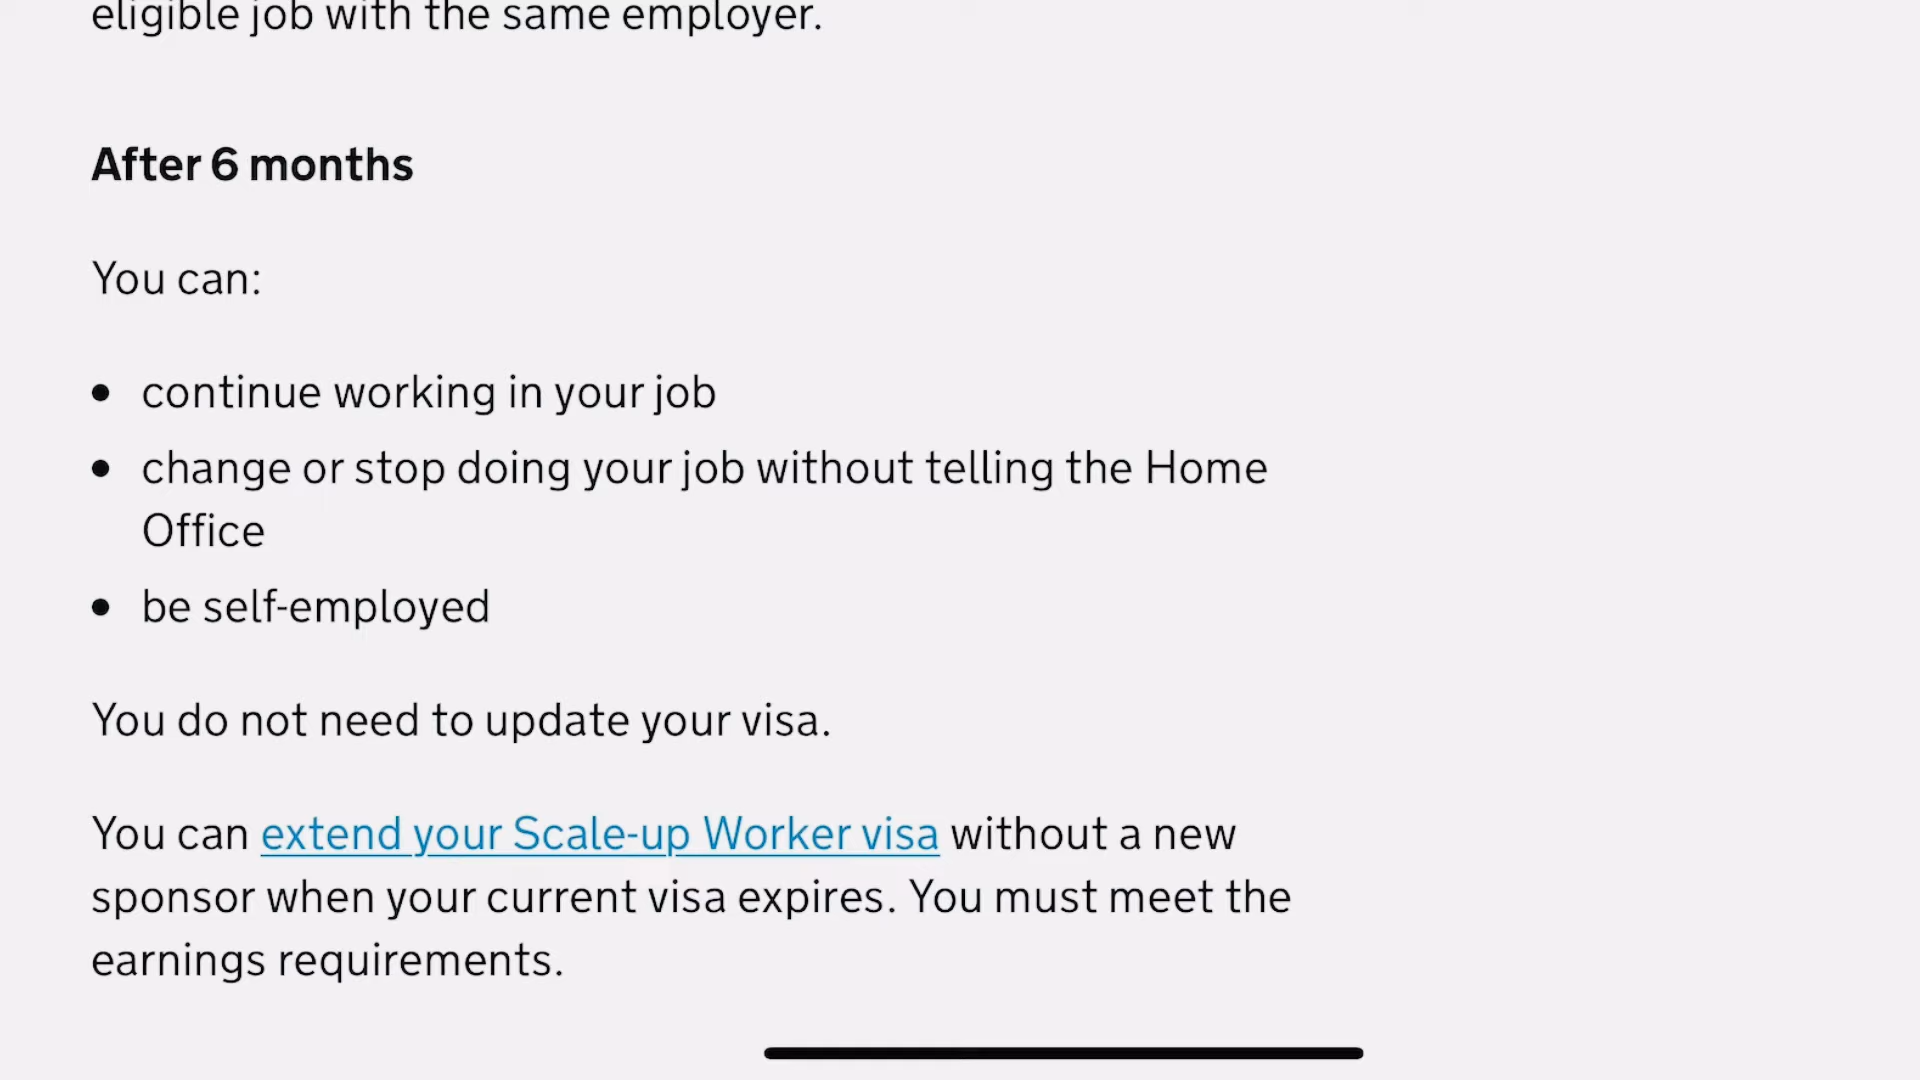 eligible job with the same employer.
After 6 months
You can:
• continue working in your job
• change or stop doing your job without telling the Home
Office
• be self-employed
You do not need to update your visa.
You can extend your Scale-up Worker visa without a new
sponsor when your current visa expires. You must meet the
earnings requirements.